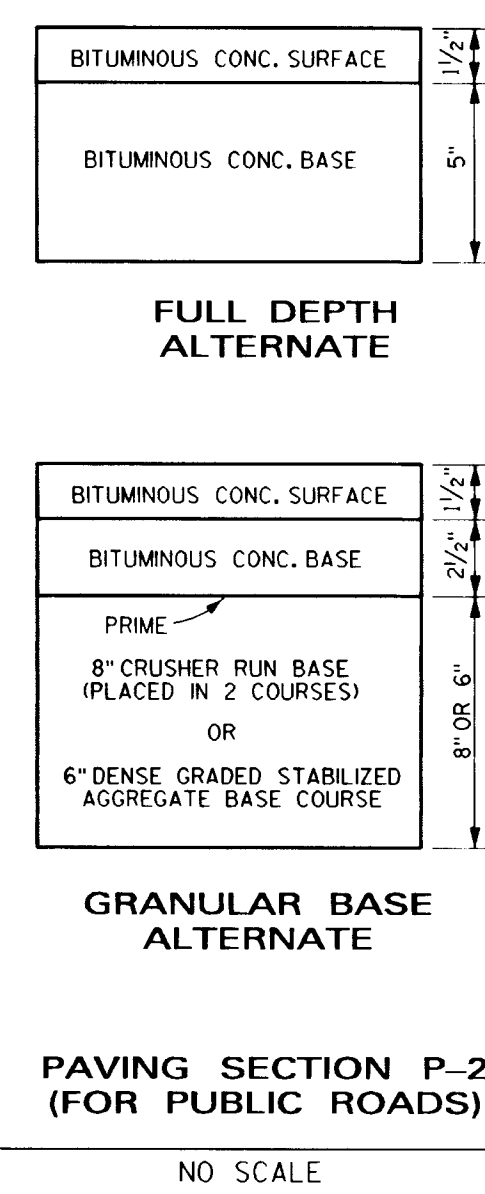 BITUMINOUS CONC. SURFACE
1½"
BITUMINOUS CONC. BASE
5"
FULL DEPTH
ALTERNATE
BITUMINOUS CONC. SURFACE
1½"
BITUMINOUS CONC. BASE
2½"
PRIME
8" CRUSHER RUN BASE
(PLACED IN 2 COURSES)
OR
6" DENSE GRADED STABILIZED
AGGREGATE BASE COURSE
8" OR 6"
GRANULAR BASE
ALTERNATE
PAVING SECTION P-2
(FOR PUBLIC ROADS)
NO SCALE